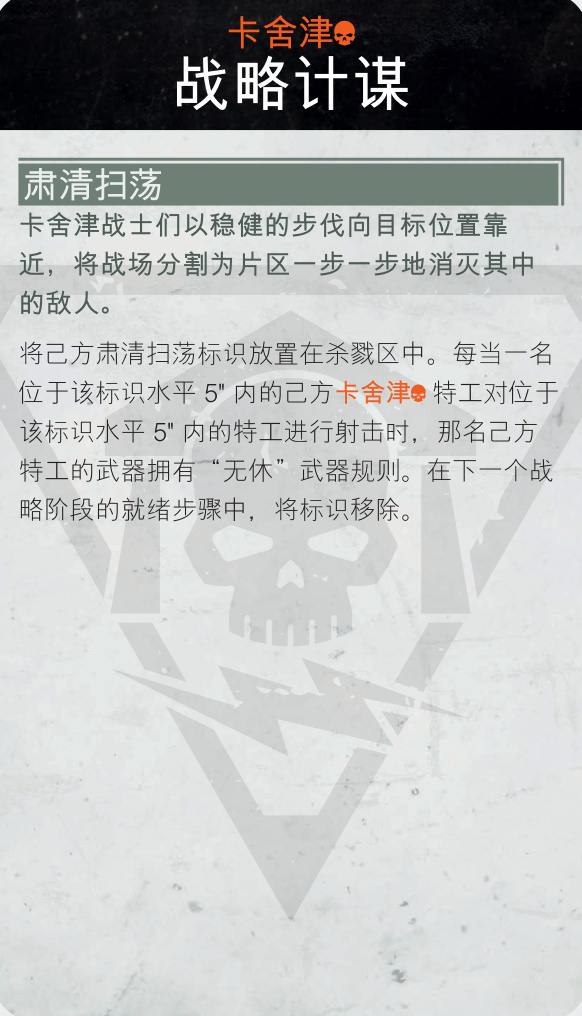 卡舍津
战略计谋
肃清扫荡
卡舍津战士们以稳健的步伐向目标位置靠
近，将战场分割为片区一步一步地消灭其中
的敌人。
将己方肃清扫荡标识放置在杀戮区中。每当一名
位于该标识水平 5" 内的己方卡舍津 特工对位于
该标识水平 5" 内的特工进行射击时，那名己方
特工的武器拥有“无休”武器规则。在下一个战
略阶段的就绪步骤中，将标识移除。